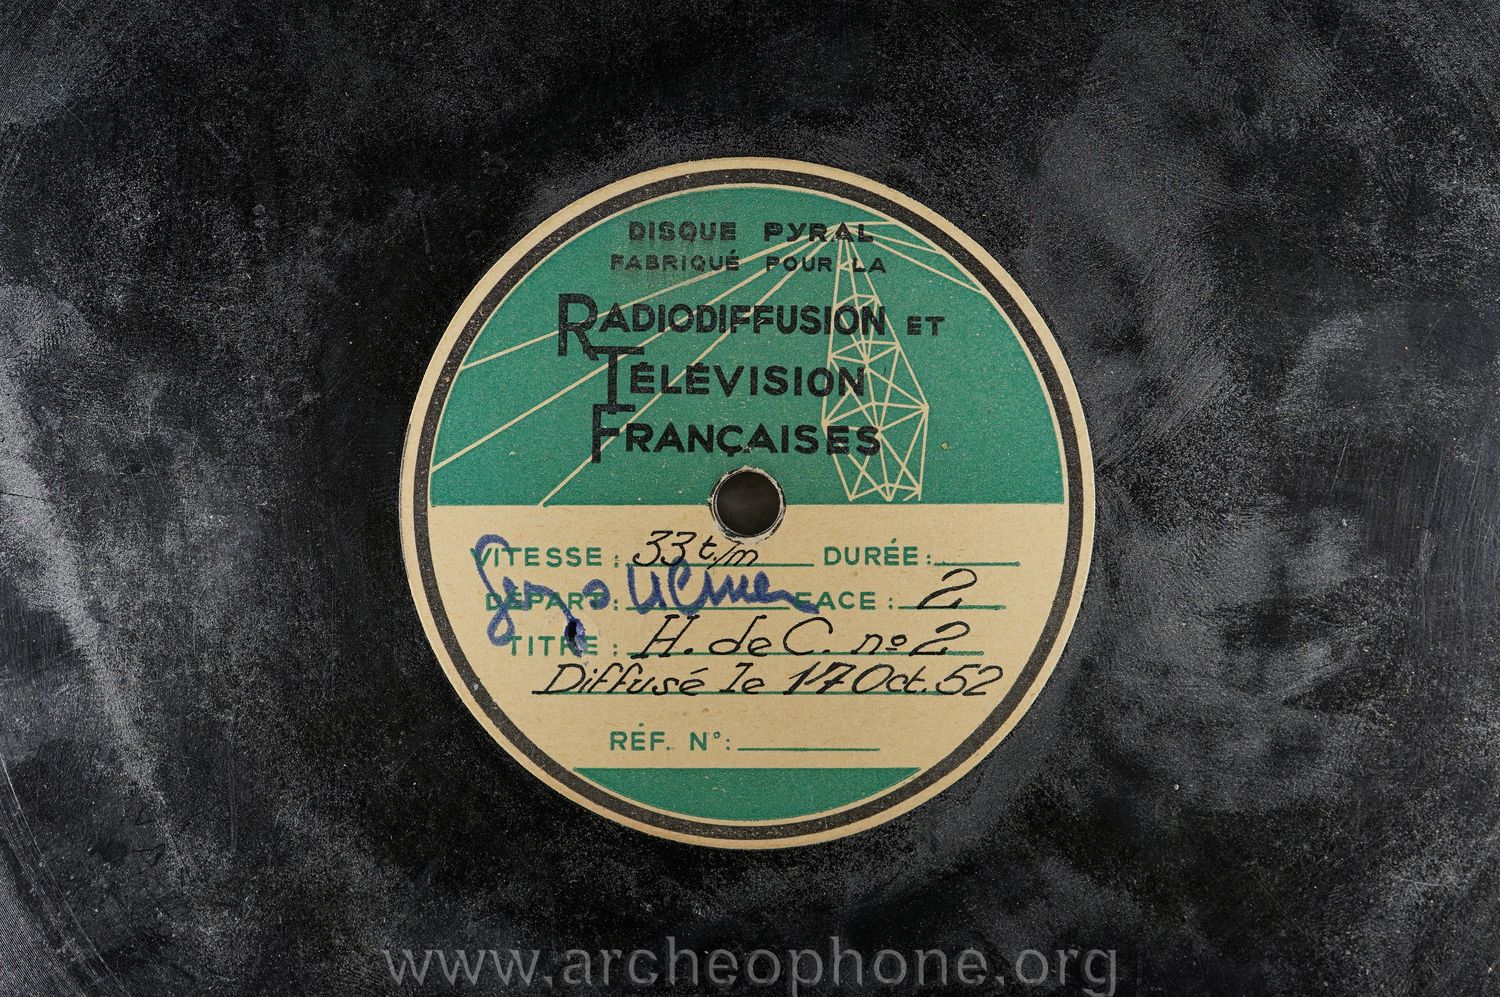 DISQUE PYRAL
FABRIQUÉ POUR LA
RADIODIFFUSION ET
TÉLÉVISION
FRANÇAISES
VITESSE : 33 t./m DURÉE :
DÉPART : FACE : 2
TITRE : H. de C. nº 2
Diffusé le 17 Oct. 52
RÉF. N° :
www.archeophone.org